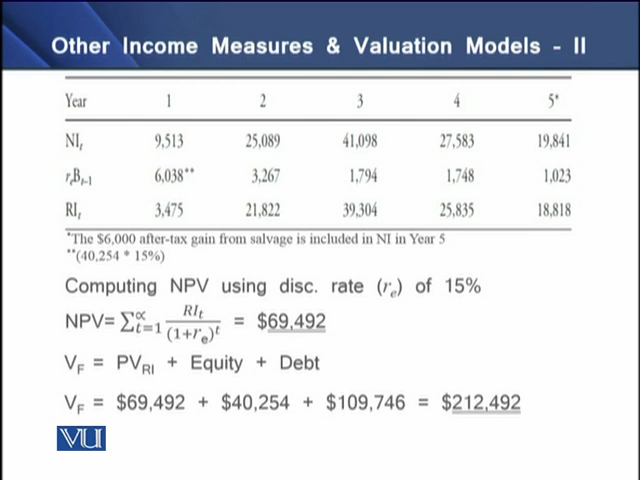 Other Income Measures & Valuation Models - II
Year 1 2 3 4 5*
NIₜ 9,513 25,089 41,098 27,583 19,841
rₑBₜ₋₁ 6,038** 3,267 1,794 1,748 1,023
RIₜ 3,475 21,822 39,304 25,835 18,818
*The $6,000 after-tax gain from salvage is included in NI in Year 5
**(40,254 * 15%)
Computing NPV using disc. rate (rₑ) of 15%
NPV= ∑_{t=1}^{∝} RIₜ/(1+rₑ)ᵗ = $69,492
V_F = PV_RI + Equity + Debt
V_F = $69,492 + $40,254 + $109,746 = $212,492
VU